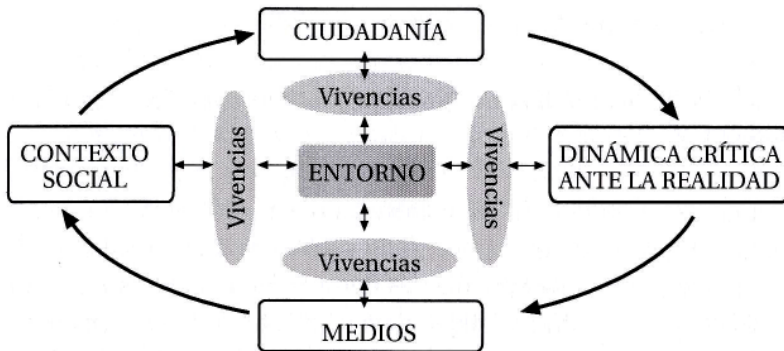 CIUDADANÍA
Vivencias
CONTEXTO
SOCIAL
Vivencias
ENTORNO
Vivencias
DINÁMICA CRÍTICA
ANTE LA REALIDAD
Vivencias
MEDIOS